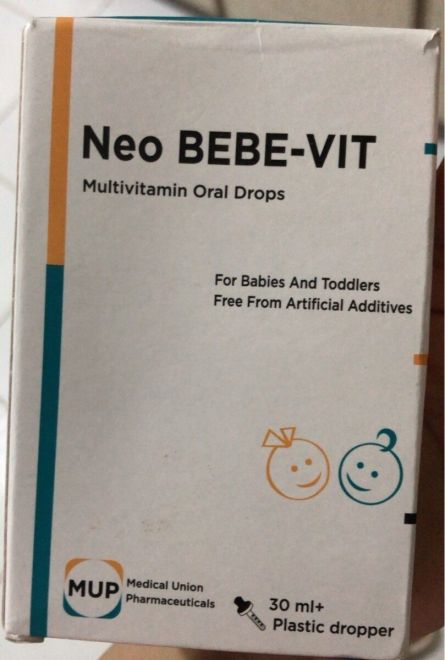 Neo BEBE-VIT
Multivitamin Oral Drops
For Babies And Toddlers
Free From Artificial Additives
MUP
Medical Union
Pharmaceuticals
30 ml+
Plastic dropper